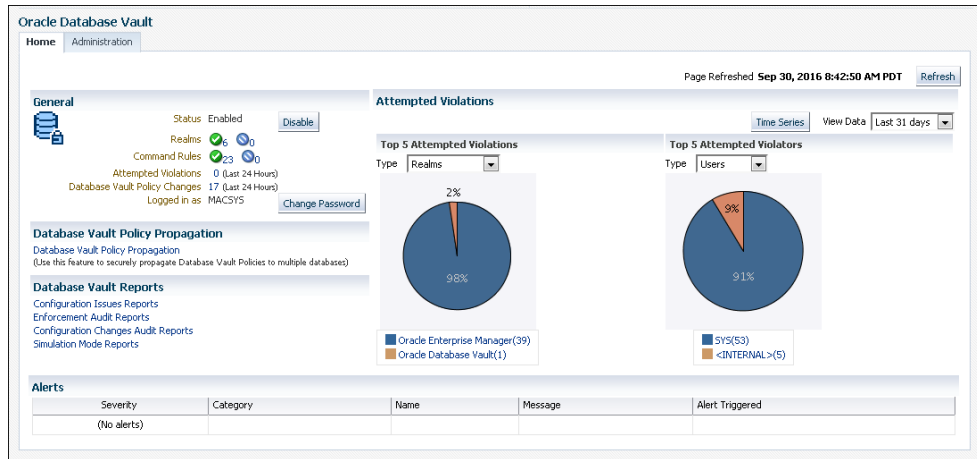 Oracle Database Vault
Home Administration
Page Refreshed Sep 30, 2016 8:42:50 AM PDT Refresh
General
Status Enabled Disable
Realms 6 0
Command Rules 23 0
Attempted Violations 0 (Last 24 Hours)
Database Vault Policy Changes 17 (Last 24 Hours)
Logged in as MACSYS Change Password
Database Vault Policy Propagation
Database Vault Policy Propagation
(Use this feature to securely propagate Database Vault Policies to multiple databases)
Database Vault Reports
Configuration Issues Reports
Enforcement Audit Reports
Configuration Changes Audit Reports
Simulation Mode Reports
Attempted Violations
Time Series View Data Last 31 days
Top 5 Attempted Violations
Type Realms
2%
98%
Oracle Enterprise Manager(39)
Oracle Database Vault(1)
Top 5 Attempted Violators
Type Users
9%
91%
SYS(53)
<INTERNAL>(5)
Alerts
Severity Category Name Message Alert Triggered
(No alerts)